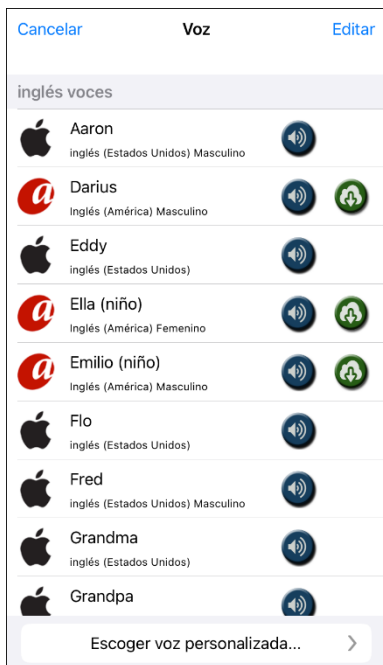 Cancelar Voz Editar
inglés voces
Aaron
inglés (Estados Unidos) Masculino
Darius
Inglés (América) Masculino
Eddy
inglés (Estados Unidos)
Ella (niño)
Inglés (América) Femenino
Emilio (niño)
Inglés (América) Masculino
Flo
inglés (Estados Unidos)
Fred
inglés (Estados Unidos) Masculino
Grandma
inglés (Estados Unidos)
Grandpa
Escoger voz personalizada...